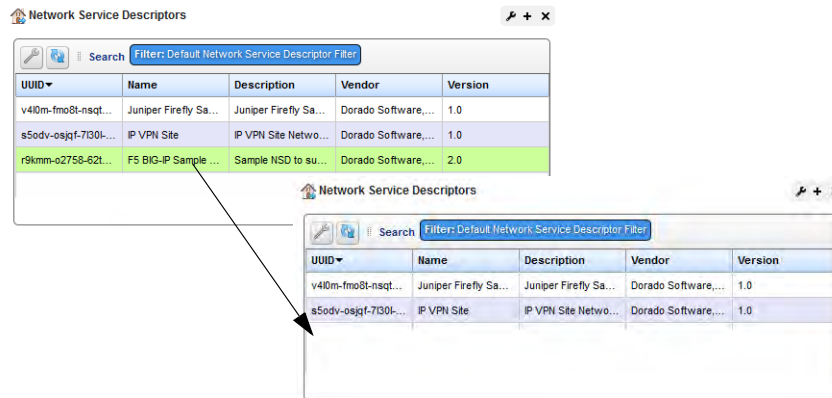 Network Service Descriptors
Search Filter: Default Network Service Descriptor Filter
UUID Name Description Vendor Version
v4l0m-fmo8t-nsqt... Juniper Firefly Sa... Juniper Firefly Sa... Dorado Software,... 1.0
s5odv-osjqf-7l30l-... IP VPN Site IP VPN Site Netwo... Dorado Software,... 1.0
r9kmm-o2758-62t... F5 BIG-IP Sample ... Sample NSD to su... Dorado Software,... 2.0
Network Service Descriptors
Search Filter: Default Network Service Descriptor Filter
UUID Name Description Vendor Version
v4l0m-fmo8t-nsqt... Juniper Firefly Sa... Juniper Firefly Sa... Dorado Software,... 1.0
s5odv-osjqf-7l30l-... IP VPN Site IP VPN Site Netwo... Dorado Software,... 1.0